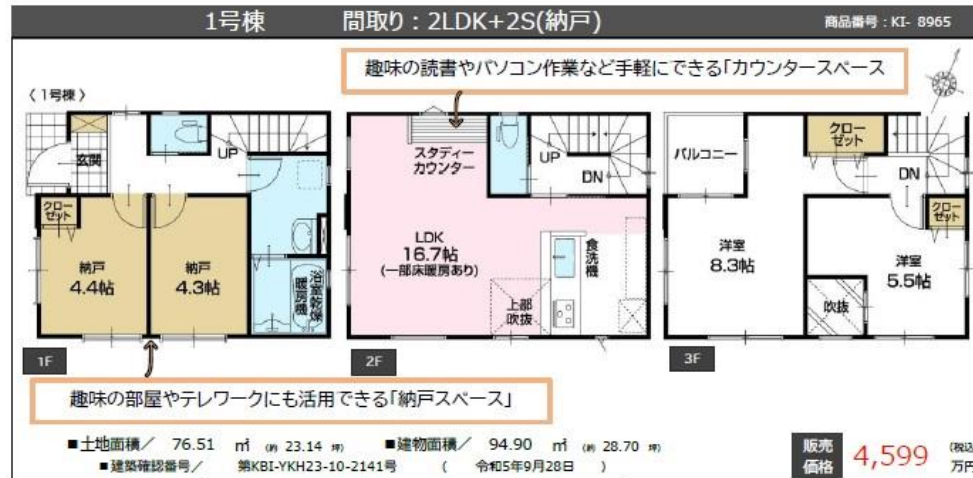 1号棟 間取り：2LDK+2S(納戸) 商品番号：KI- 8965
趣味の読書やパソコン作業など手軽にできる「カウンタースペース
〈1号棟〉
玄関
UP
クロー
ゼット
納戸
4.4帖
納戸
4.3帖
浴室乾燥
暖房機
1F
スタディー
カウンター
UP
DN
LDK
16.7帖
(一部床暖房あり)
食洗機
上部
吹抜
2F
バルコニー
クロー
ゼット
DN
クロー
ゼット
洋室
8.3帖
洋室
5.5帖
吹抜
3F
趣味の部屋やテレワークにも活用できる「納戸スペース」
■土地面積／ 76.51 ㎡ (約 23.14 坪) ■建物面積／ 94.90 ㎡ (約 28.70 坪)
■建築確認番号／ 第KBI-YKH23-10-2141号 ( 令和5年9月28日 )
販売
価格
4,599
(税込
万円